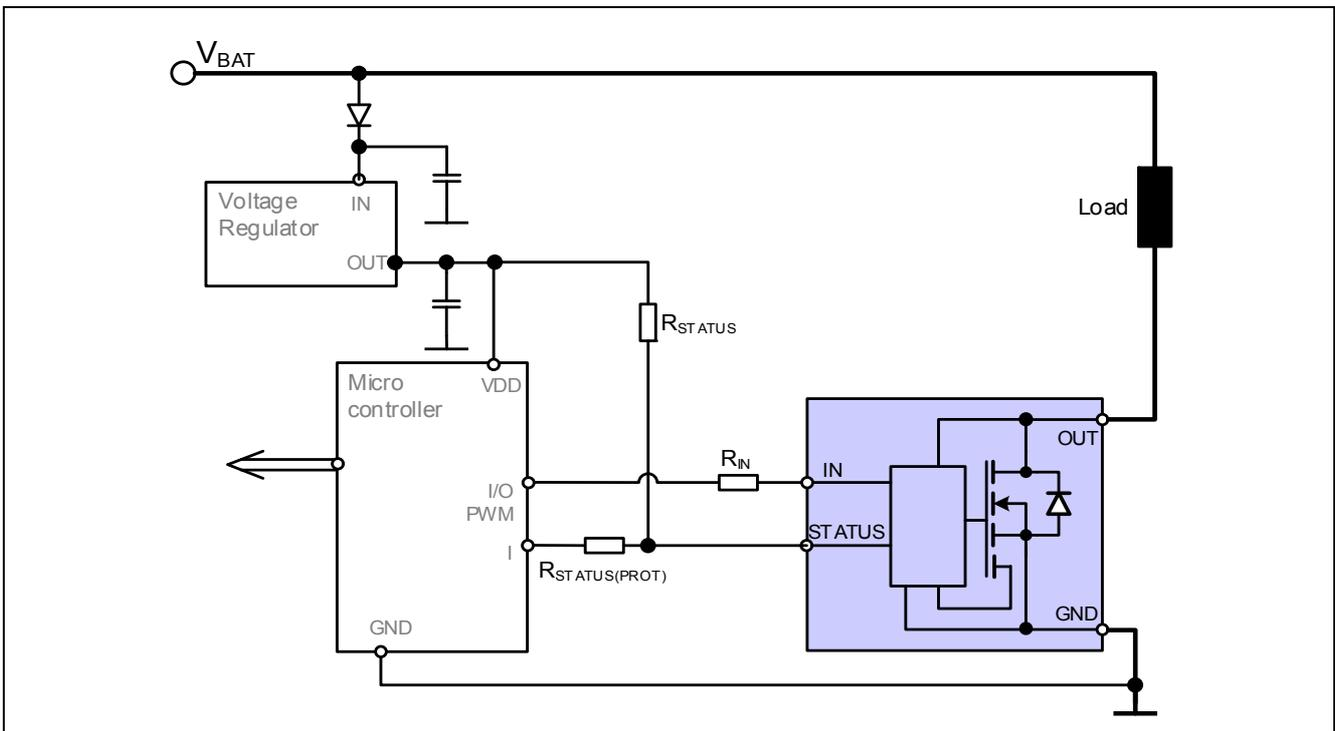 VBAT
Voltage
Regulator
IN
OUT
Load
RSTATUS
Micro
controller
VDD
OUT
RIN
IN
I/O
PWM
STATUS
I
RSTATUS(PROT)
GND
GND